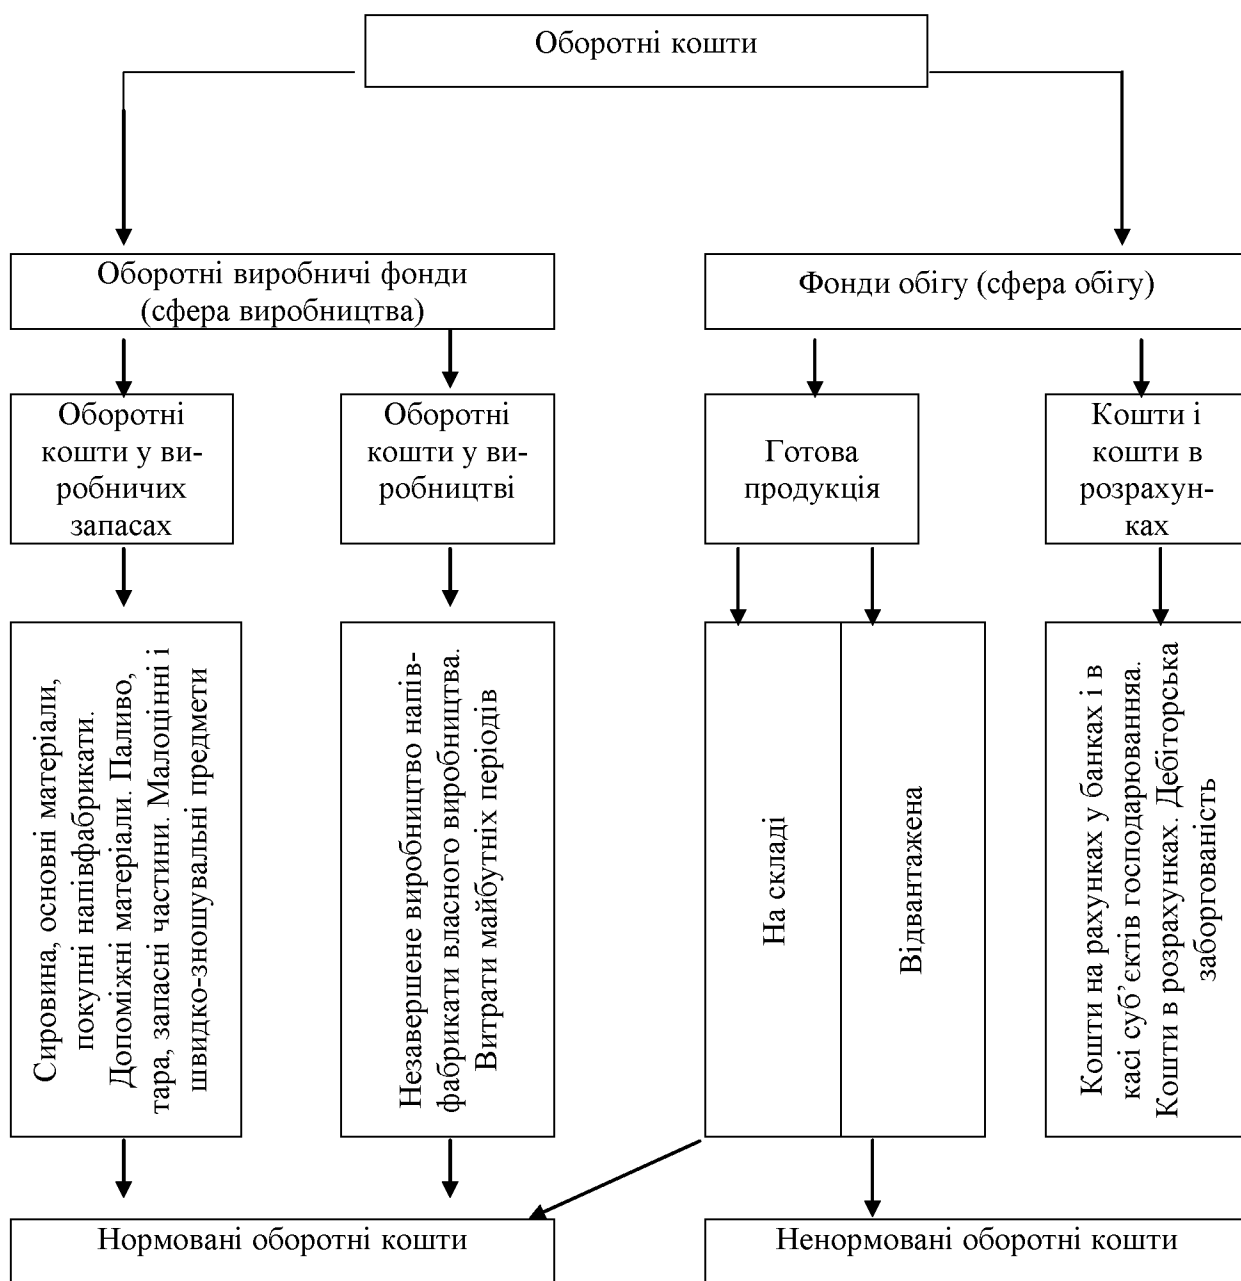 Оборотні кошти
Оборотні виробничі фонди
(сфера виробництва)
Фонди обігу (сфера обігу)
Оборотні
кошти у ви-
робничих
запасах
Оборотні
кошти у ви-
робництві
Готова
продукція
Кошти і
кошти в
розрахун-
ках
Сировина, основні матеріали,
покупні напівфабрикати.
Допоміжні матеріали. Паливо,
тара, запасні частини. Малоцінні і
швидко-зношувальні предмети
Незавершене виробництво напів-
фабрикати власного виробництва.
Витрати майбутніх періодів
На складі
Відвантажена
Кошти на рахунках у банках і в
касі суб’єктів господарюванняа.
Кошти в розрахунках. Дебіторська
заборгованість
Нормовані оборотні кошти
Ненормовані оборотні кошти